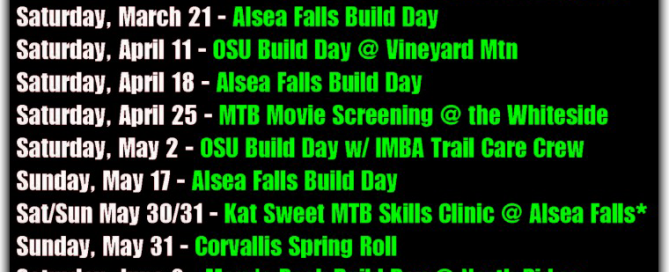 Saturday, March 21 - Alsea Falls Build Day
Saturday, April 11 - OSU Build Day @ Vineyard Mtn
Saturday, April 18 - Alsea Falls Build Day
Saturday, April 25 - MTB Movie Screening @ the Whiteside
Saturday, May 2 - OSU Build Day w/ IMBA Trail Care Crew
Sunday, May 17 - Alsea Falls Build Day
Sat/Sun May 30/31 - Kat Sweet MTB Skills Clinic @ Alsea Falls*
Sunday, May 31 - Corvallis Spring Roll